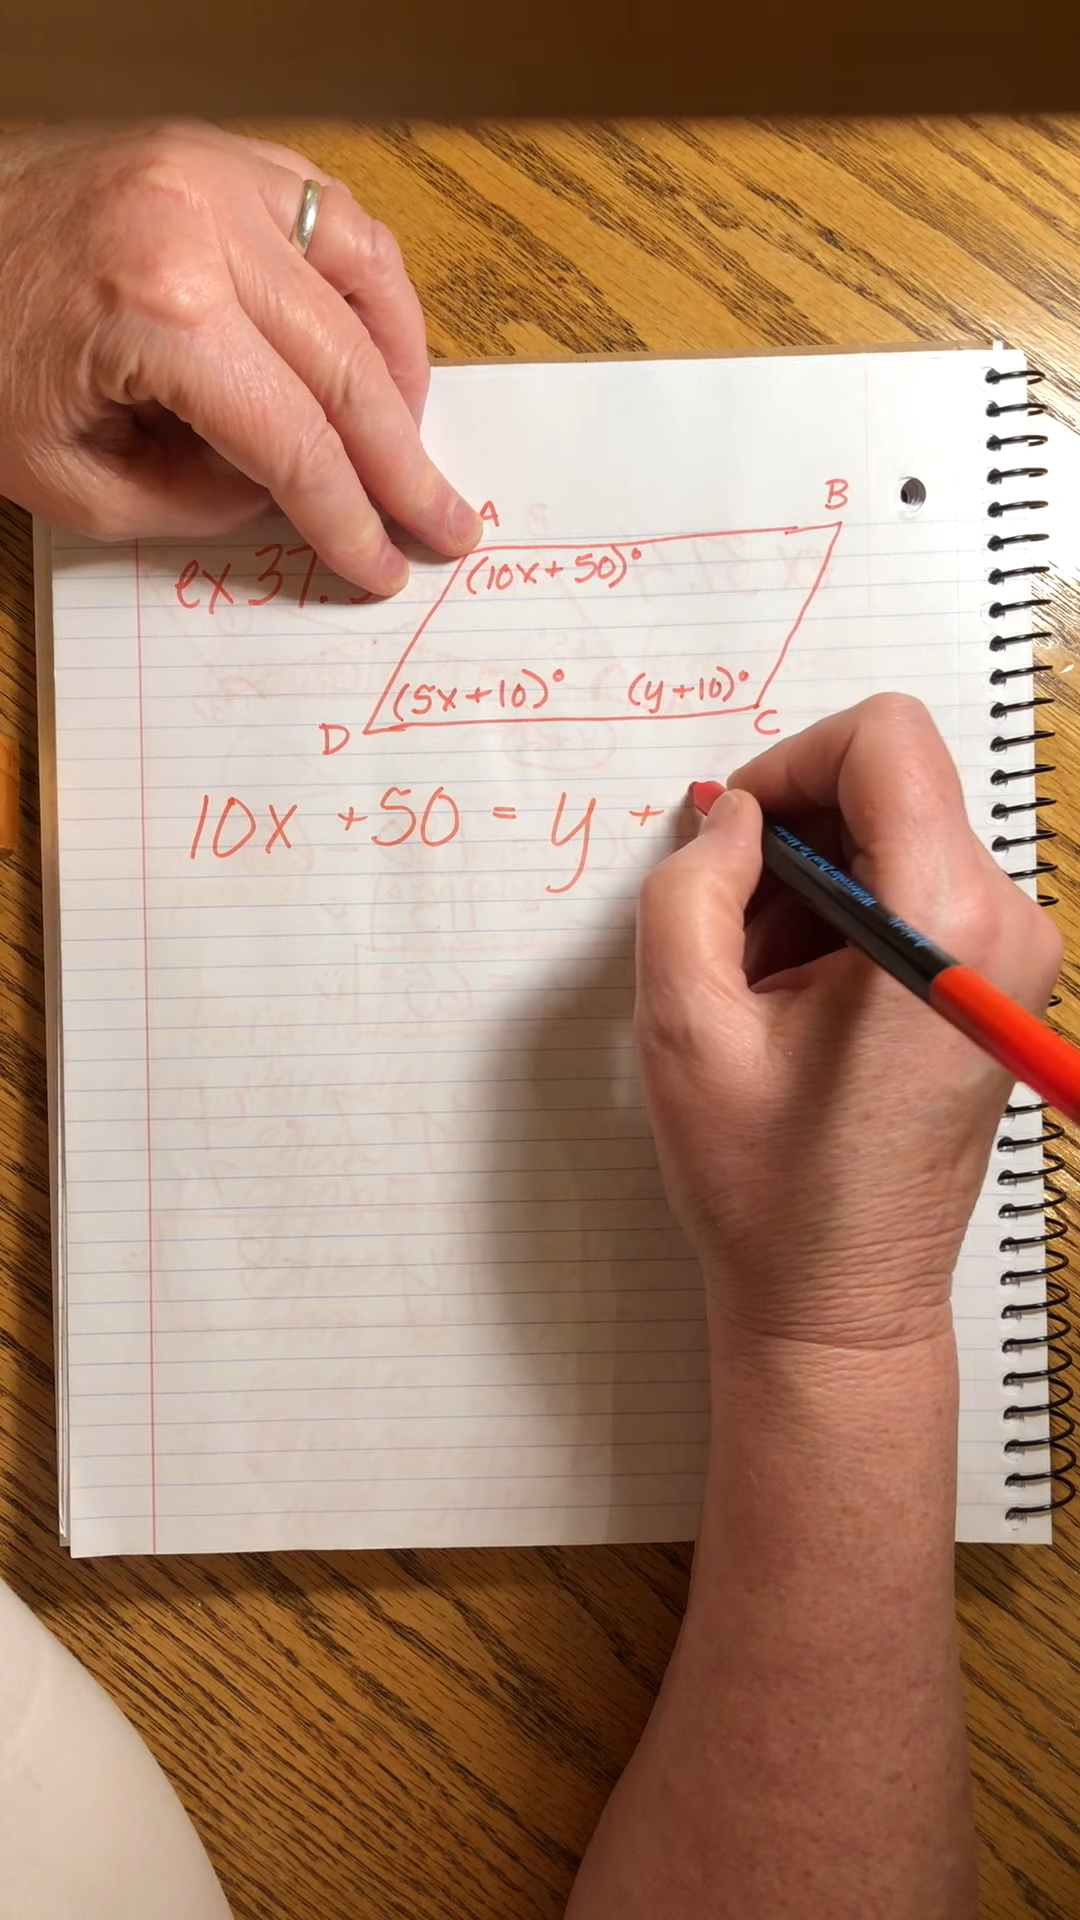 A
B
ex 37.
(10x+50)°
(5x+10)° (y+10)°
D
C
10x +50 = y +